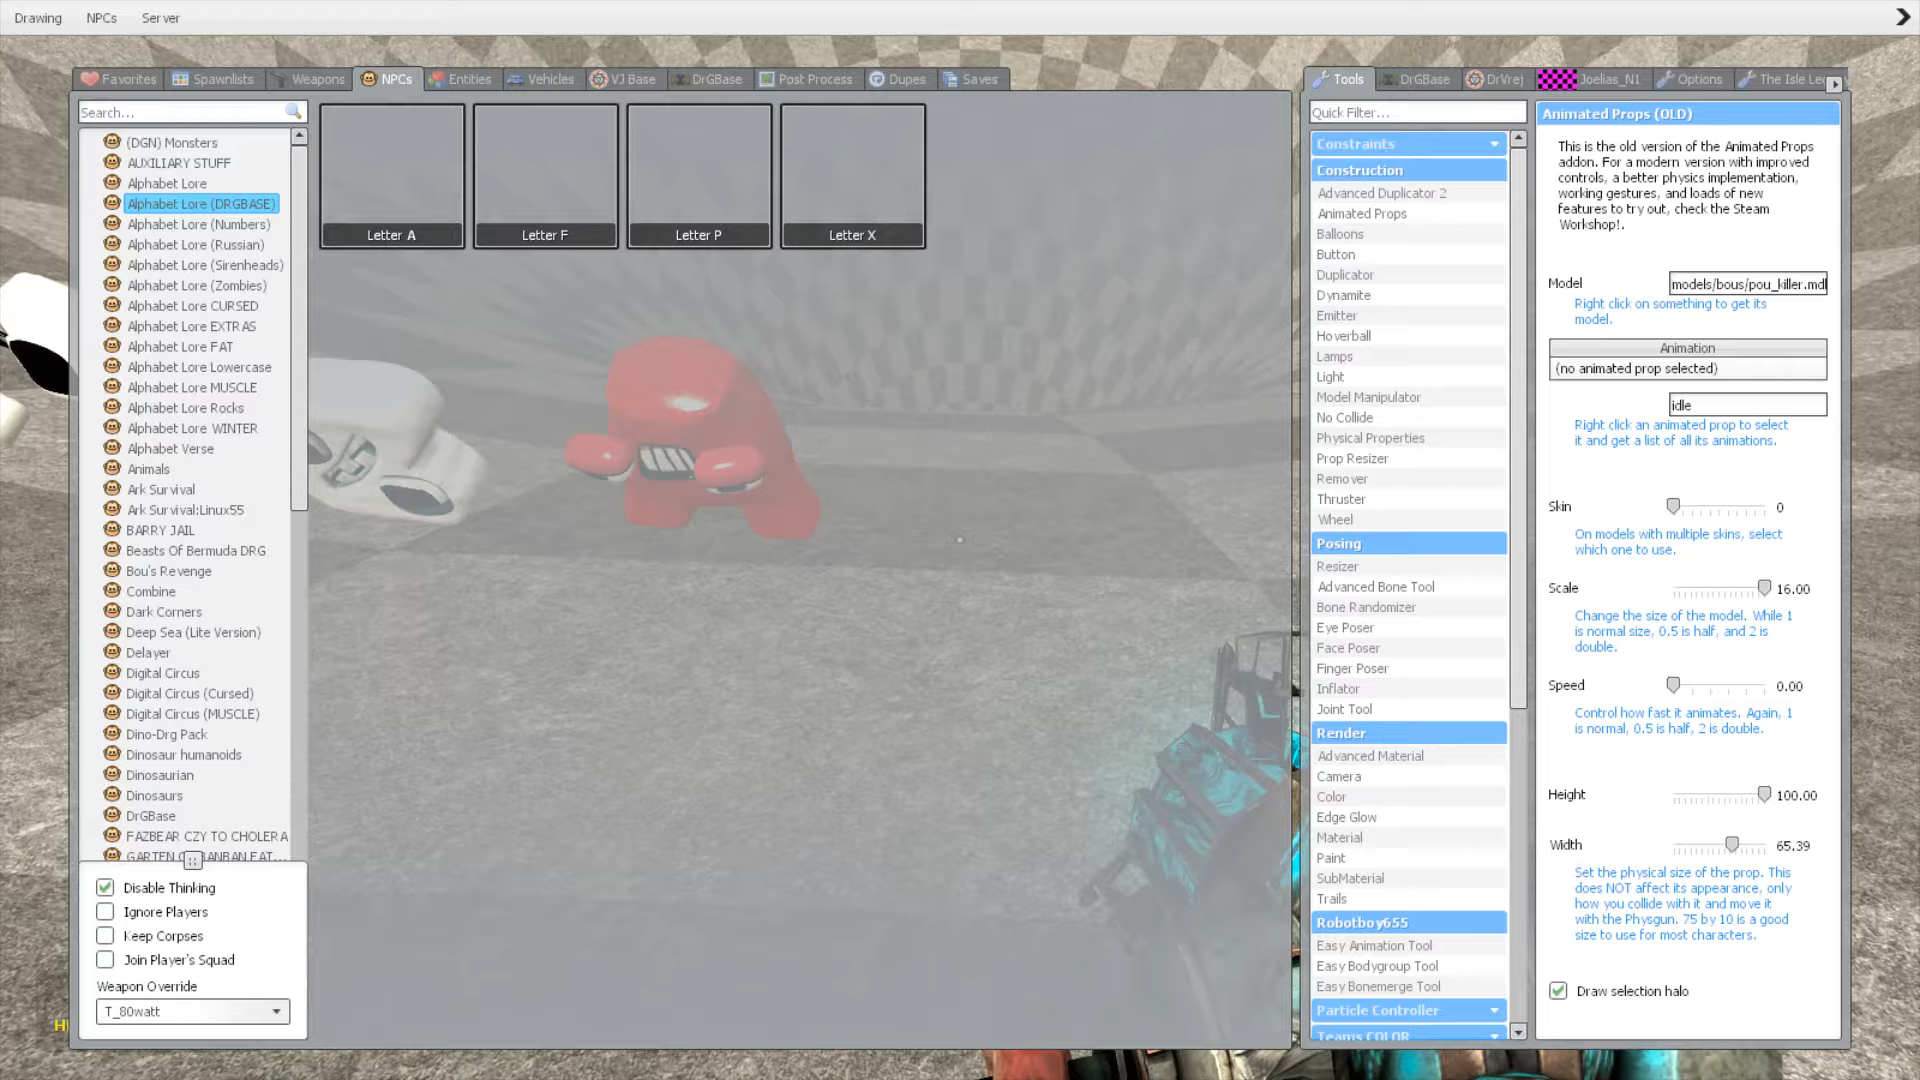 Drawing NPCs Server
Favorites Spawnlists Weapons NPCs Entities Vehicles VJ Base DrGBase Post Process Dupes Saves
Search...
(DGN) Monsters
AUXILIARY STUFF
Alphabet Lore
Alphabet Lore (DRGBASE)
Alphabet Lore (Numbers)
Alphabet Lore (Russian)
Alphabet Lore (Sirenheads)
Alphabet Lore (Zombies)
Alphabet Lore CURSED
Alphabet Lore EXTRAS
Alphabet Lore FAT
Alphabet Lore Lowercase
Alphabet Lore MUSCLE
Alphabet Lore Rocks
Alphabet Lore WINTER
Alphabet Verse
Animals
Ark Survival
Ark Survival:Linux55
BARRY JAIL
Beasts Of Bermuda DRG
Bou's Revenge
Combine
Dark Corners
Deep Sea (Lite Version)
Delayer
Digital Circus
Digital Circus (Cursed)
Digital Circus (MUSCLE)
Dino-Drg Pack
Dinosaur humanoids
Dinosaurian
Dinosaurs
DrGBase
FAZBEAR CZY TO CHOLERA
GARTEN BANBAN FAT...
Disable Thinking
Ignore Players
Keep Corpses
Join Player's Squad
Weapon Override
T_80watt
Letter A Letter F Letter P Letter X
Tools DrGBase DrVrej Joelias_N1 Options The Isle Le
Quick Filter...
Constraints
Construction
Advanced Duplicator 2
Animated Props
Balloons
Button
Duplicator
Dynamite
Emitter
Hoverball
Lamps
Light
Model Manipulator
No Collide
Physical Properties
Prop Resizer
Remover
Thruster
Wheel
Posing
Resizer
Advanced Bone Tool
Bone Randomizer
Eye Poser
Face Poser
Finger Poser
Inflator
Joint Tool
Render
Advanced Material
Camera
Color
Edge Glow
Material
Paint
SubMaterial
Trails
Robotboy655
Easy Animation Tool
Easy Bodygroup Tool
Easy Bonemerge Tool
Particle Controller
Teams COLOR
Animated Props (OLD)
This is the old version of the Animated Props
addon. For a modern version with improved
controls, a better physics implementation,
working gestures, and loads of new
features to try out, check the Steam
Workshop!.
Model models/bous/pou_killer.mdl
Right click on something to get its
model.
Animation
(no animated prop selected)
idle
Right click an animated prop to select
it and get a list of all its animations.
Skin 0
On models with multiple skins, select
which one to use.
Scale 16.00
Change the size of the model. While 1
is normal size, 0.5 is half, and 2 is
double.
Speed 0.00
Control how fast it animates. Again, 1
is normal, 0.5 is half, 2 is double.
Height 100.00
Width 65.39
Set the physical size of the prop. This
does NOT affect its appearance, only
how you collide with it and move it
with the Physgun. 75 by 10 is a good
size to use for most characters.
Draw selection halo